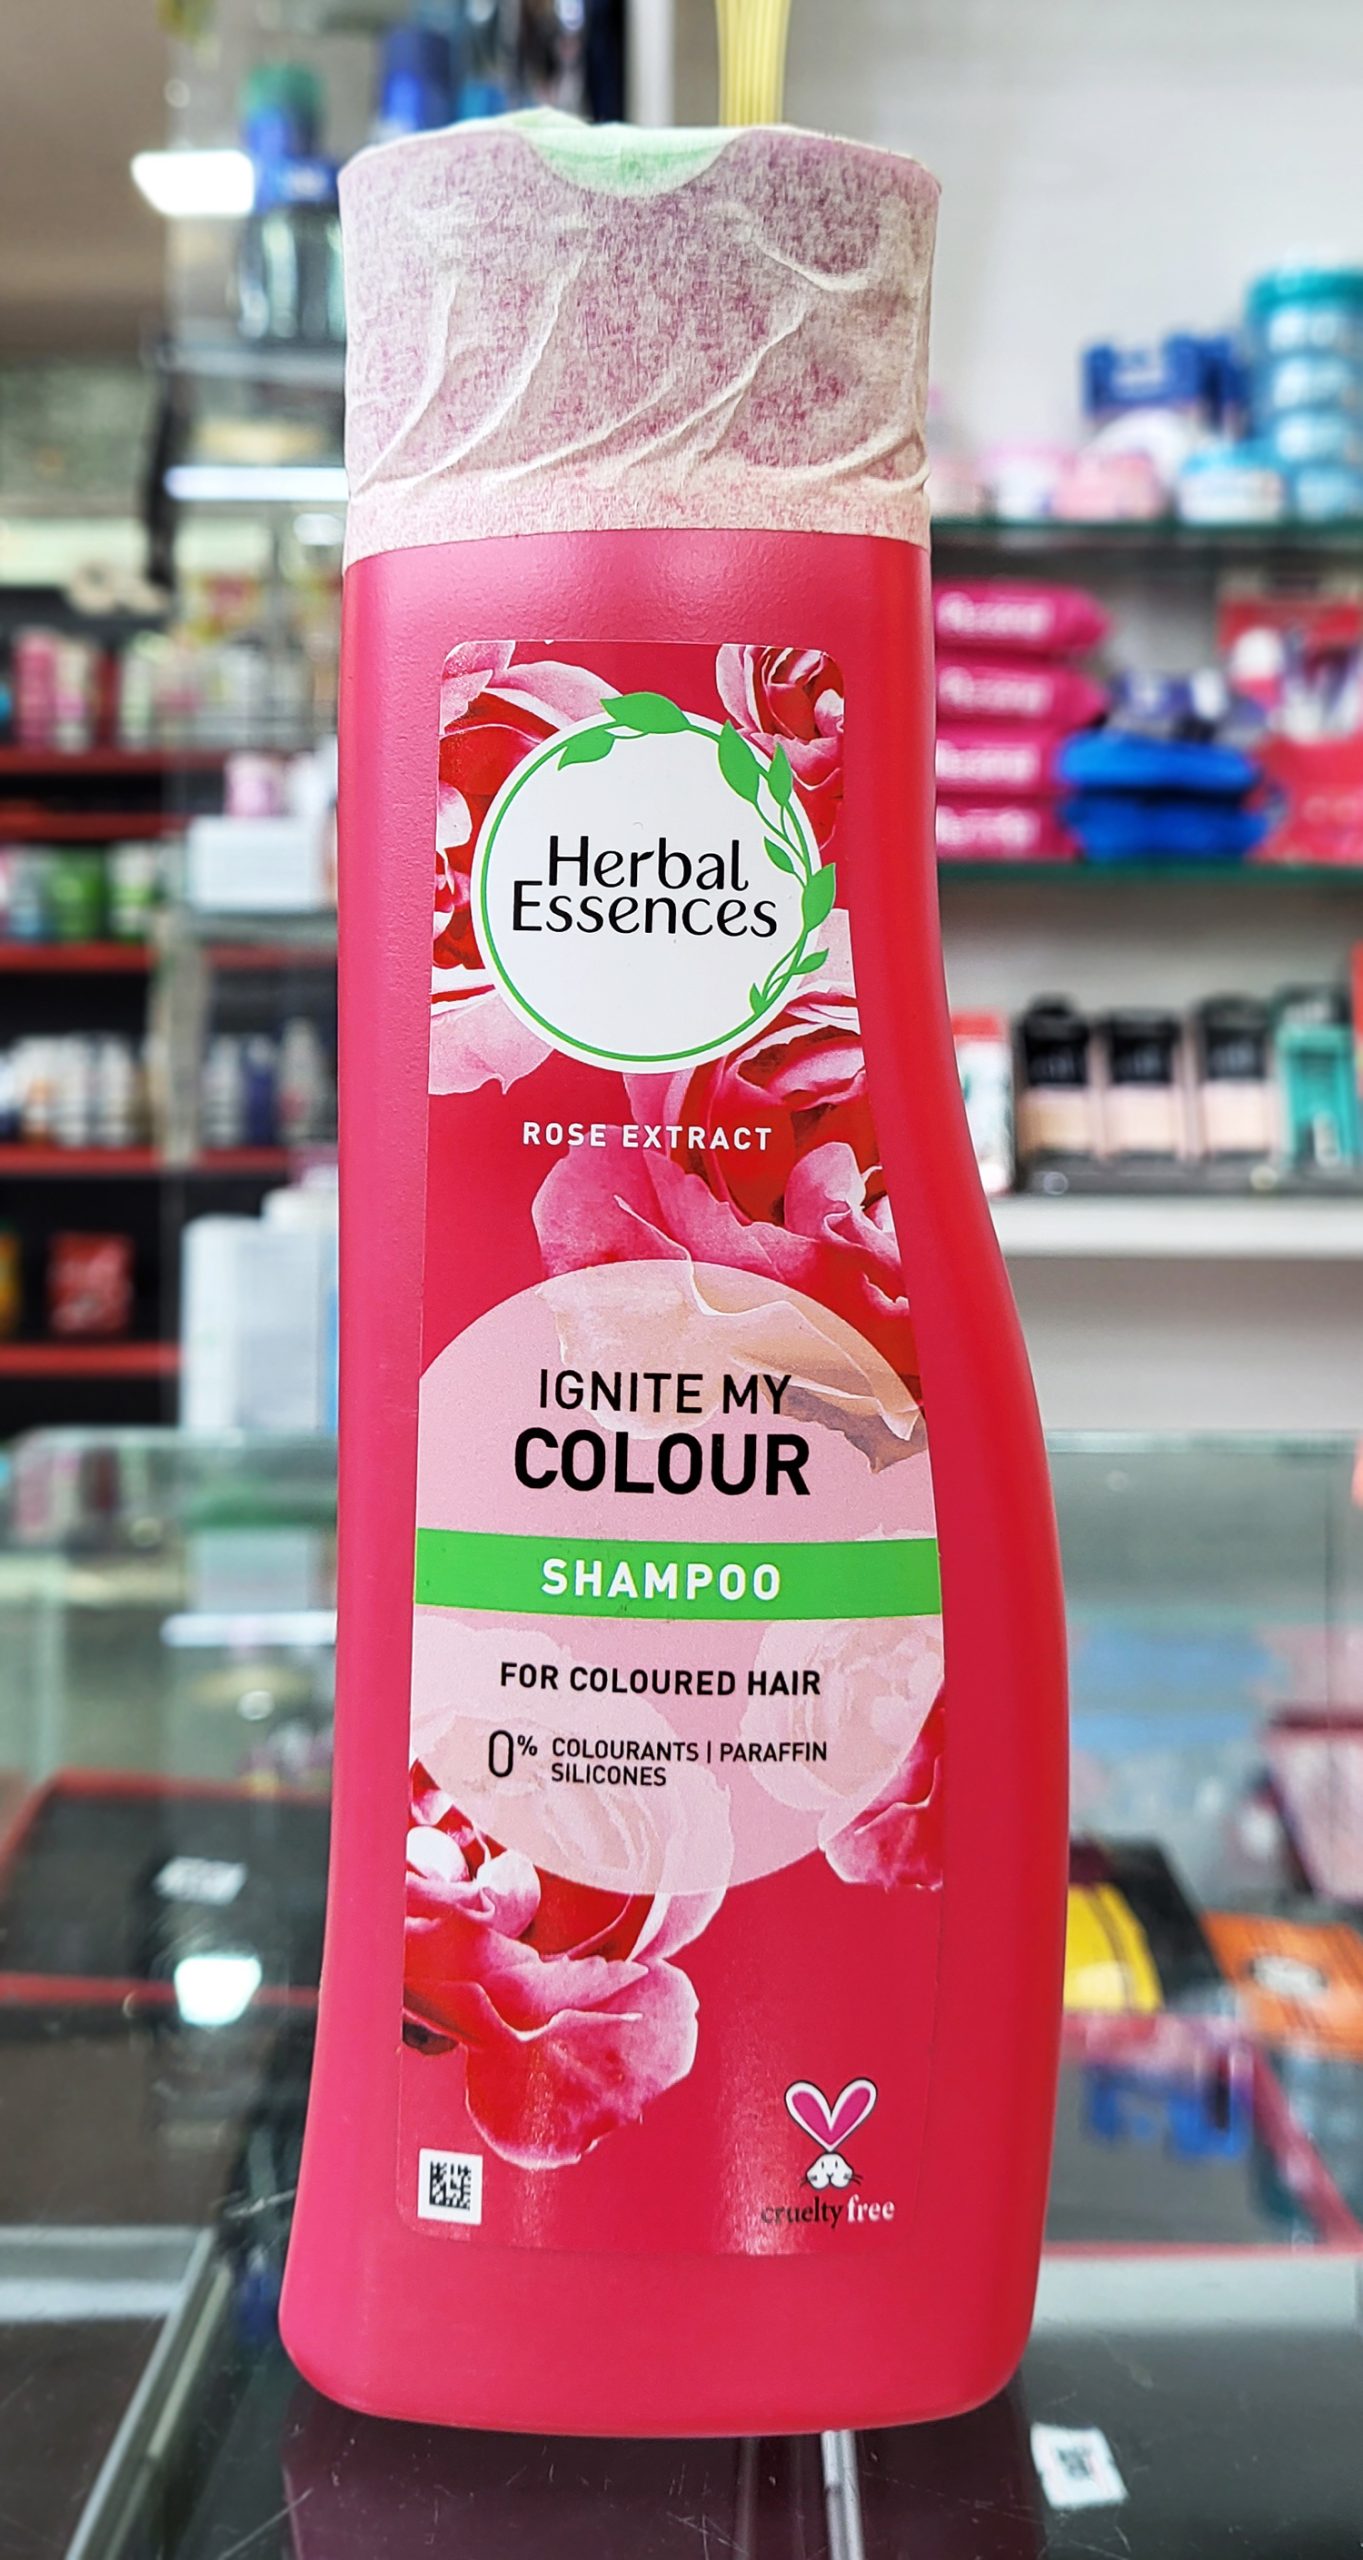 Herbal
Essences
ROSE EXTRACT
IGNITE MY
COLOUR
SHAMPOO
FOR COLOURED HAIR
0% COLOURANTS | PARAFFIN
SILICONES
cruelty free